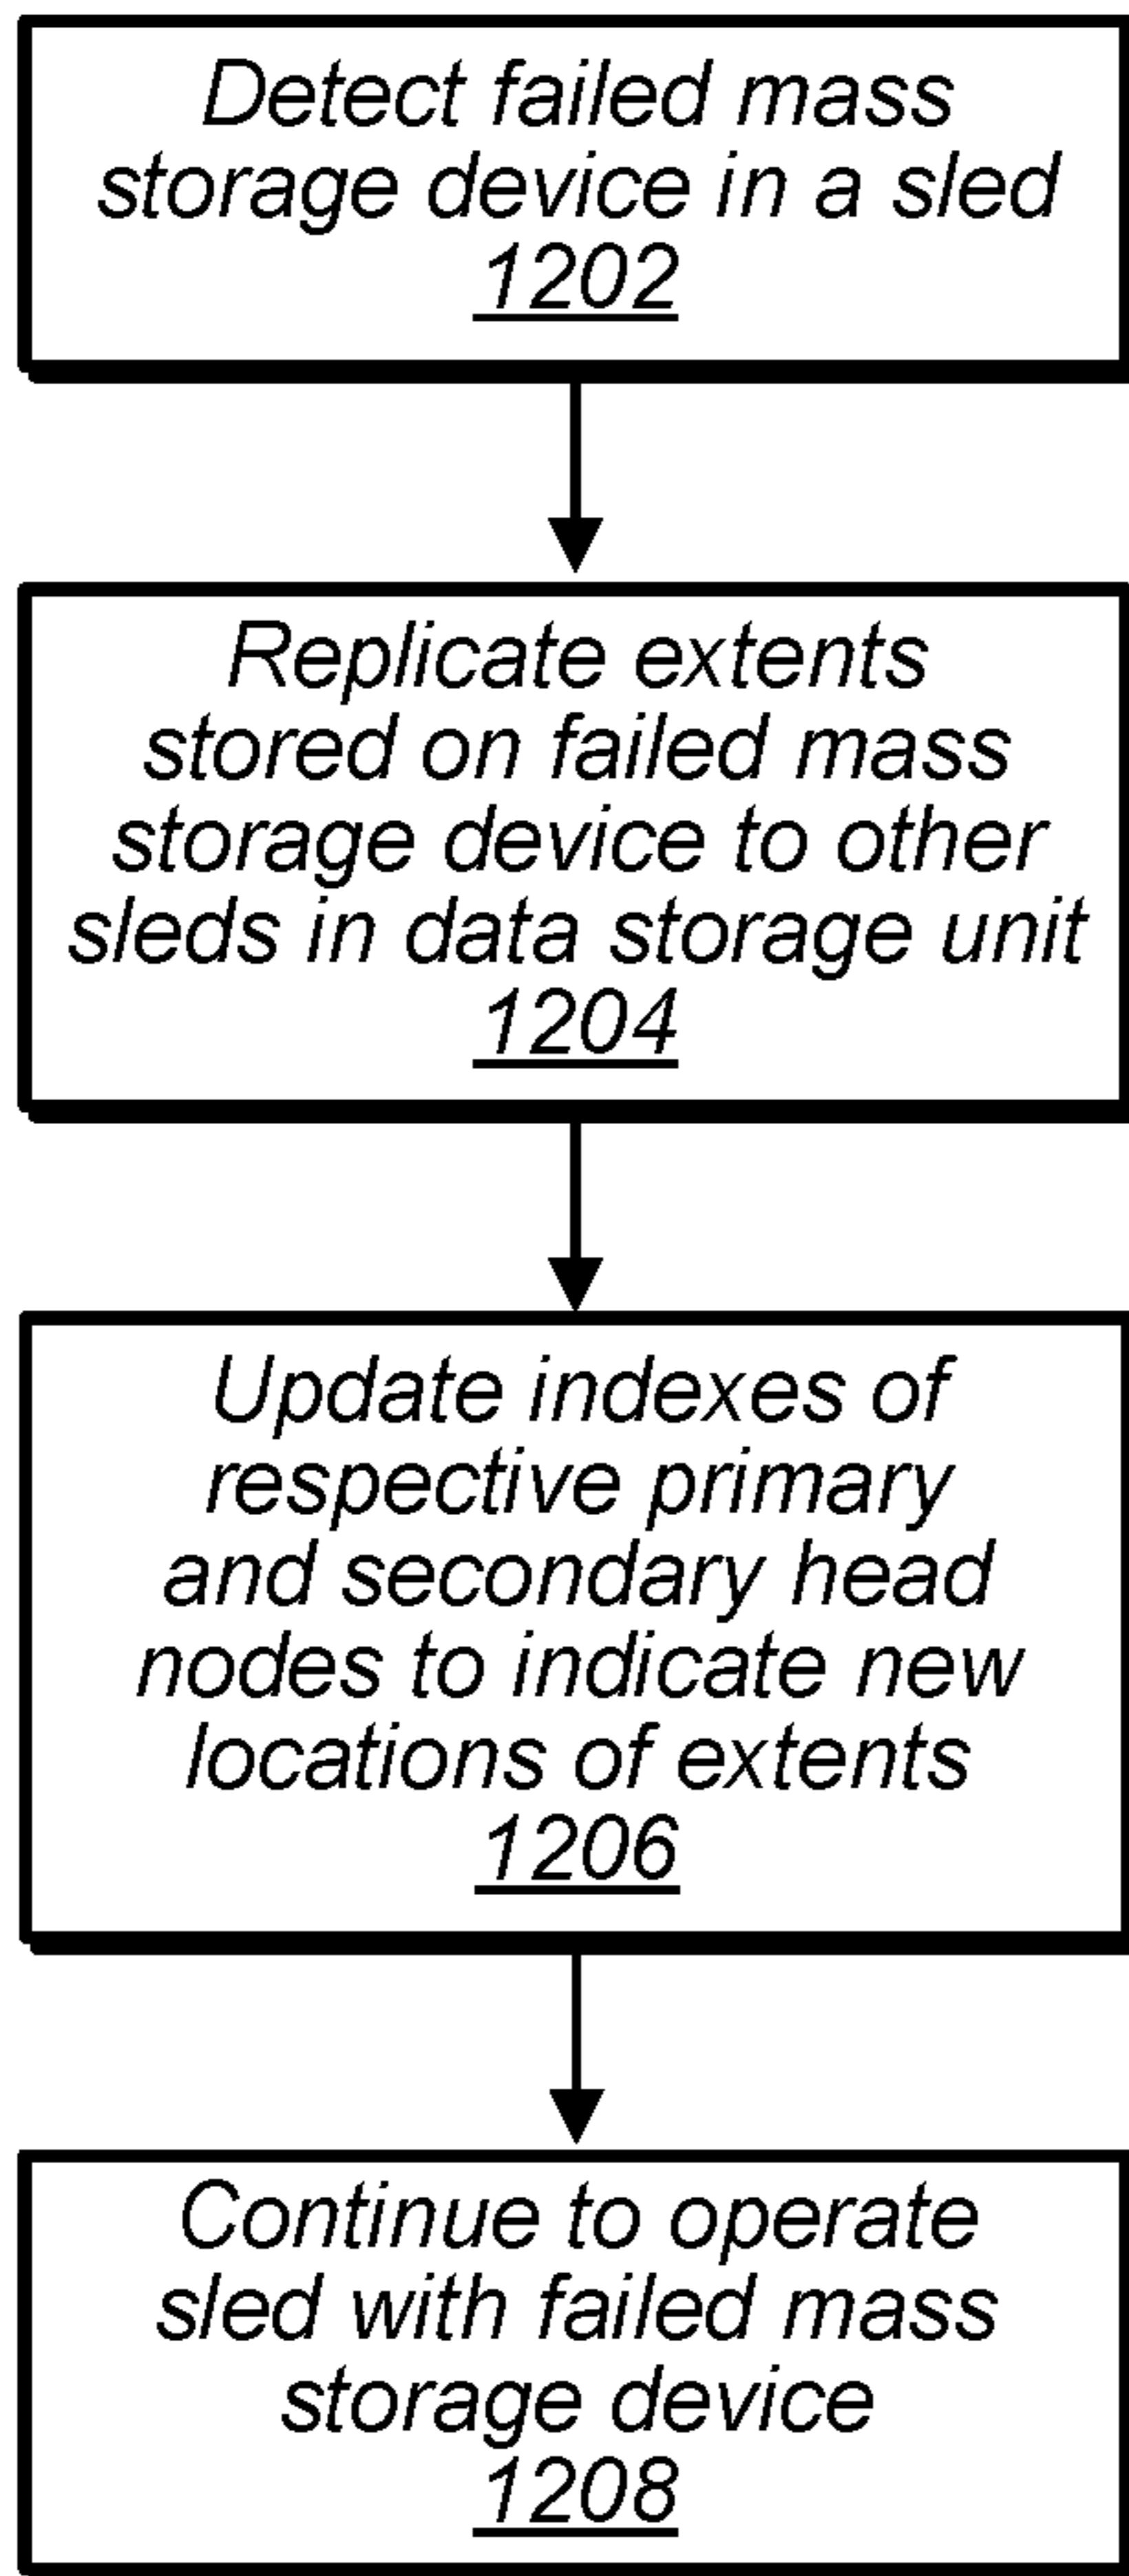 Detect failed mass
storage device in a sled
1202
Replicate extents
stored on failed mass
storage device to other
sleds in data storage unit
1204
Update indexes of
respective primary
and secondary head
nodes to indicate new
locations of extents
1206
Continue to operate
sled with failed mass
storage device
1208